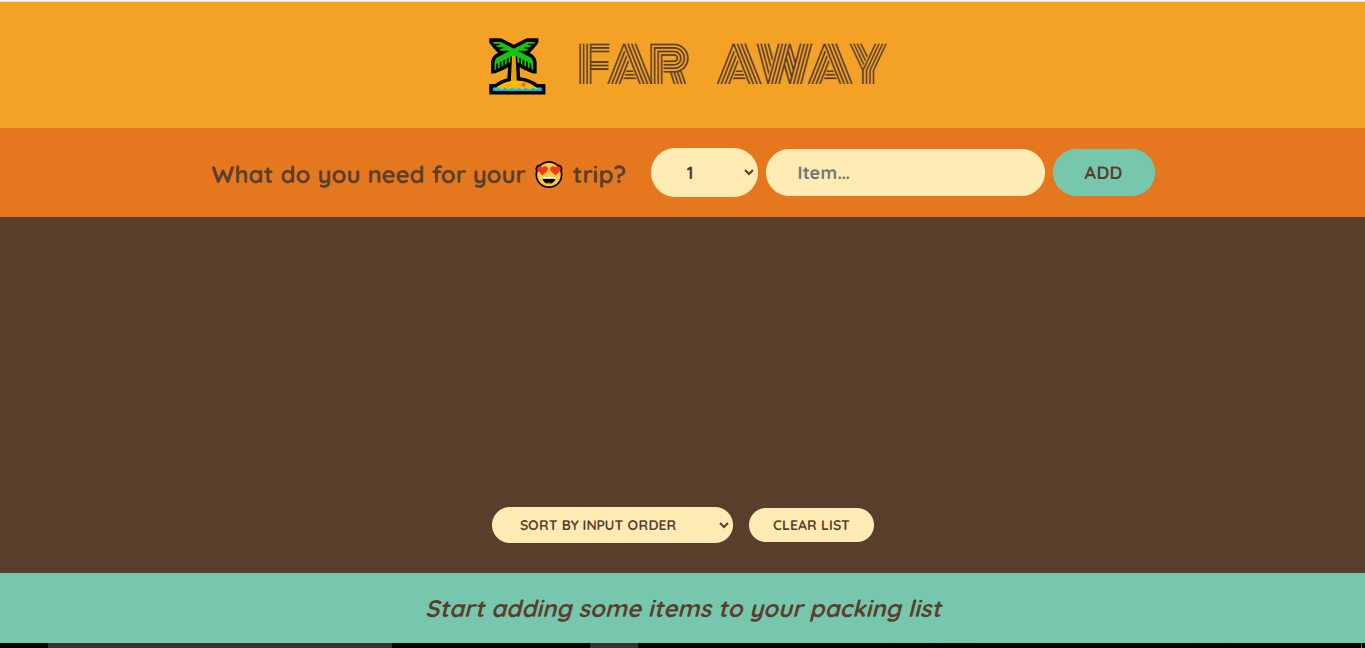 FAR AWAY
What do you need for your 😍 trip? 1 Item... ADD
SORT BY INPUT ORDER CLEAR LIST
Start adding some items to your packing list